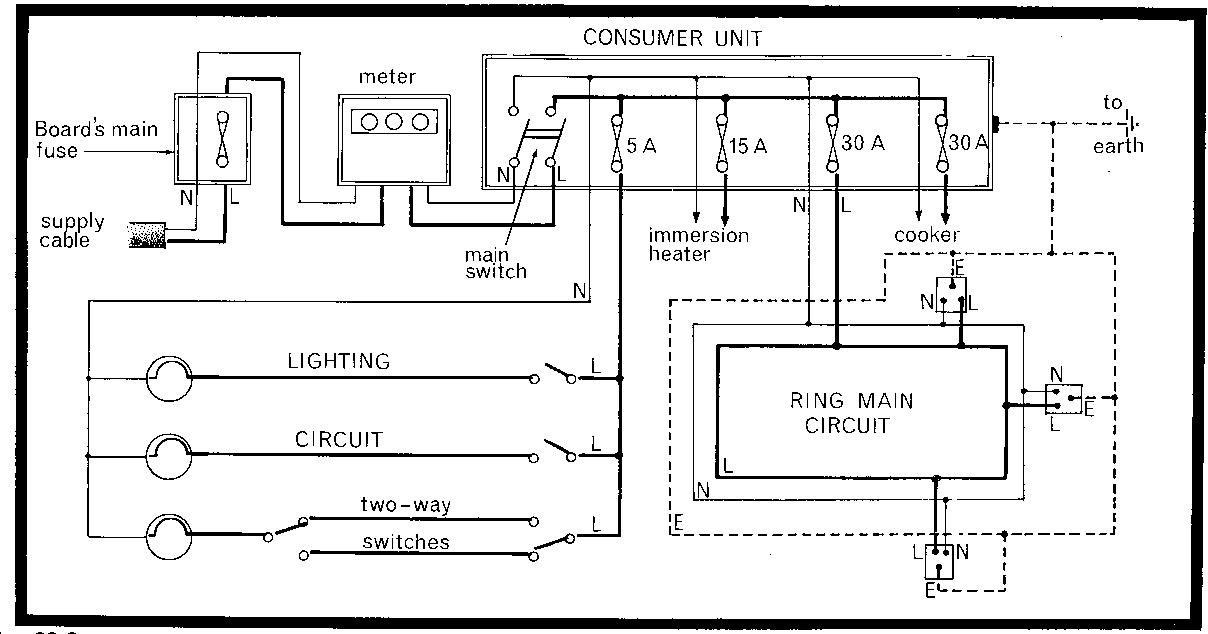 CONSUMER UNIT
meter
Board's main
fuse
to
earth
5 A
15 A
30 A
30 A
N
L
N
L
N
L
supply
cable
main
switch
immersion
heater
cooker
N
E
N
L
LIGHTING
L
RING MAIN
CIRCUIT
N
E
L
CIRCUIT
L
L
N
E
two-way
switches
L
L
N
E